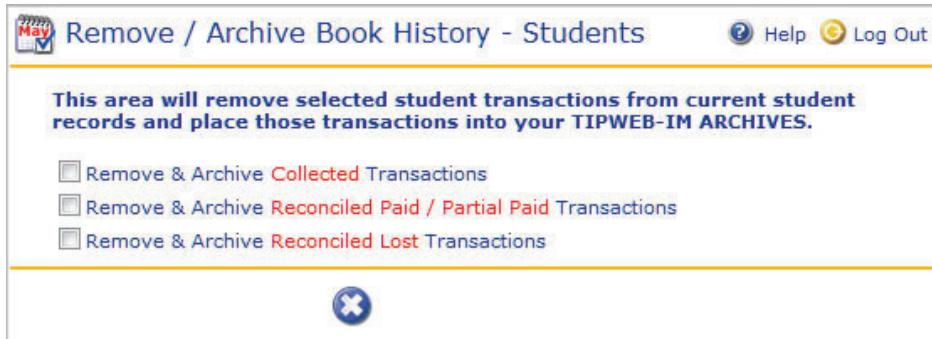 May
Remove / Archive Book History - Students
Help
Log Out
This area will remove selected student transactions from current student
records and place those transactions into your TIPWEB-IM ARCHIVES.
Remove & Archive Collected Transactions
Remove & Archive Reconciled Paid / Partial Paid Transactions
Remove & Archive Reconciled Lost Transactions